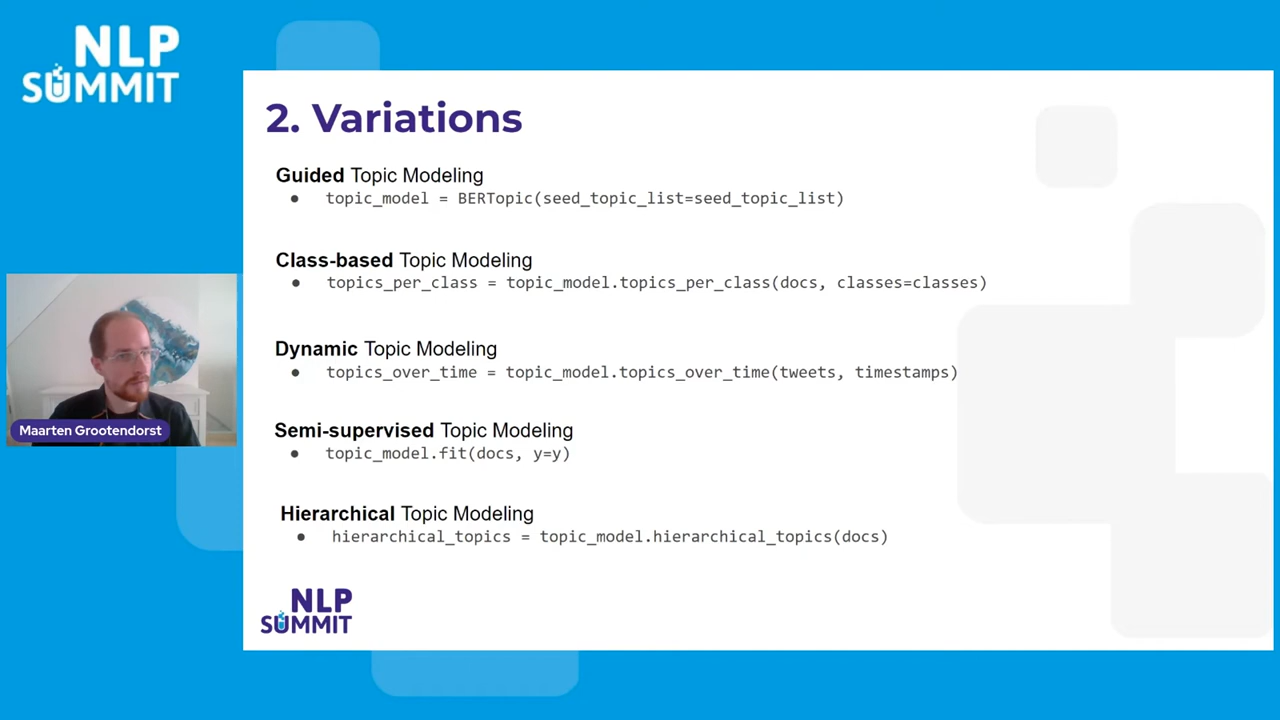 NLP
SUMMIT
2. Variations
Guided Topic Modeling
● topic_model = BERTopic(seed_topic_list=seed_topic_list)
Class-based Topic Modeling
● topics_per_class = topic_model.topics_per_class(docs, classes=classes)
Dynamic Topic Modeling
● topics_over_time = topic_model.topics_over_time(tweets, timestamps)
Semi-supervised Topic Modeling
● topic_model.fit(docs, y=y)
Hierarchical Topic Modeling
● hierarchical_topics = topic_model.hierarchical_topics(docs)
Maarten Grootendorst
NLP
SUMMIT